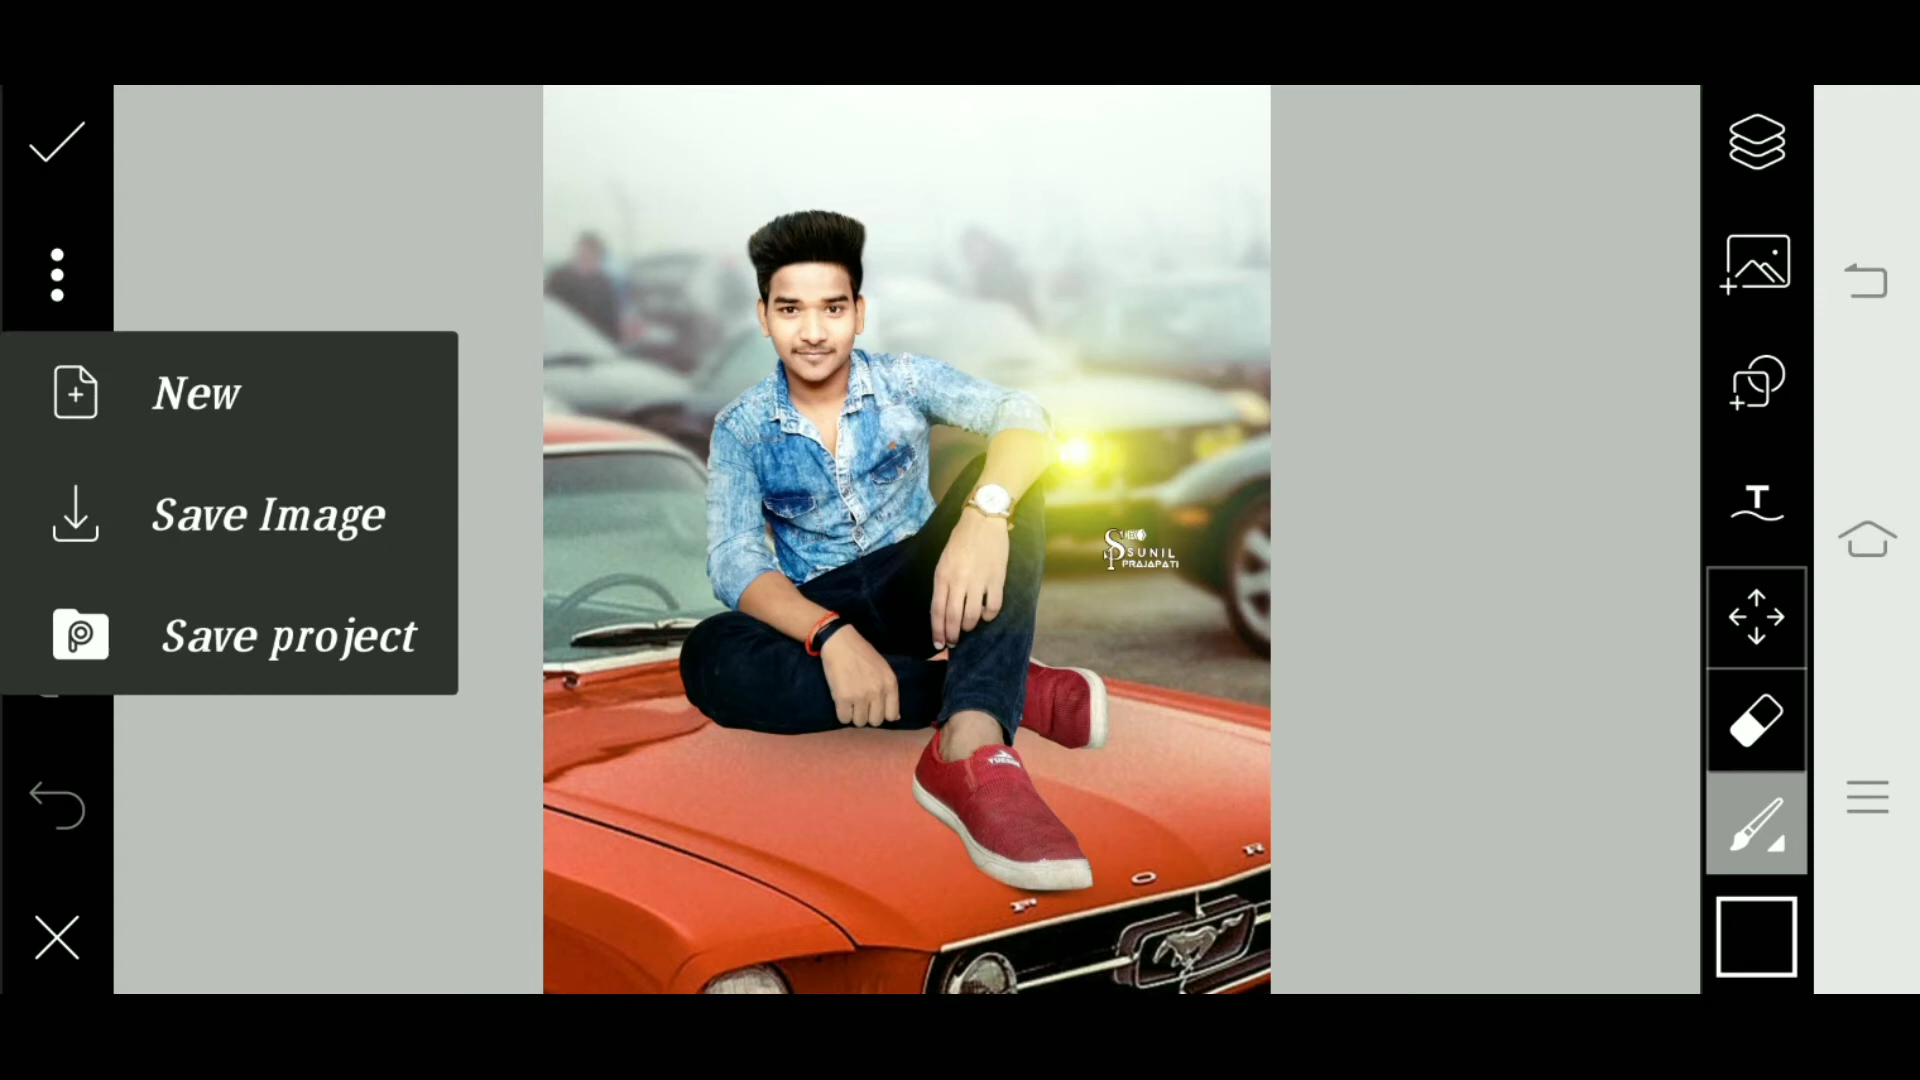 New
Save Image
Save project
SUNIL
PRAJAPATI
F O R